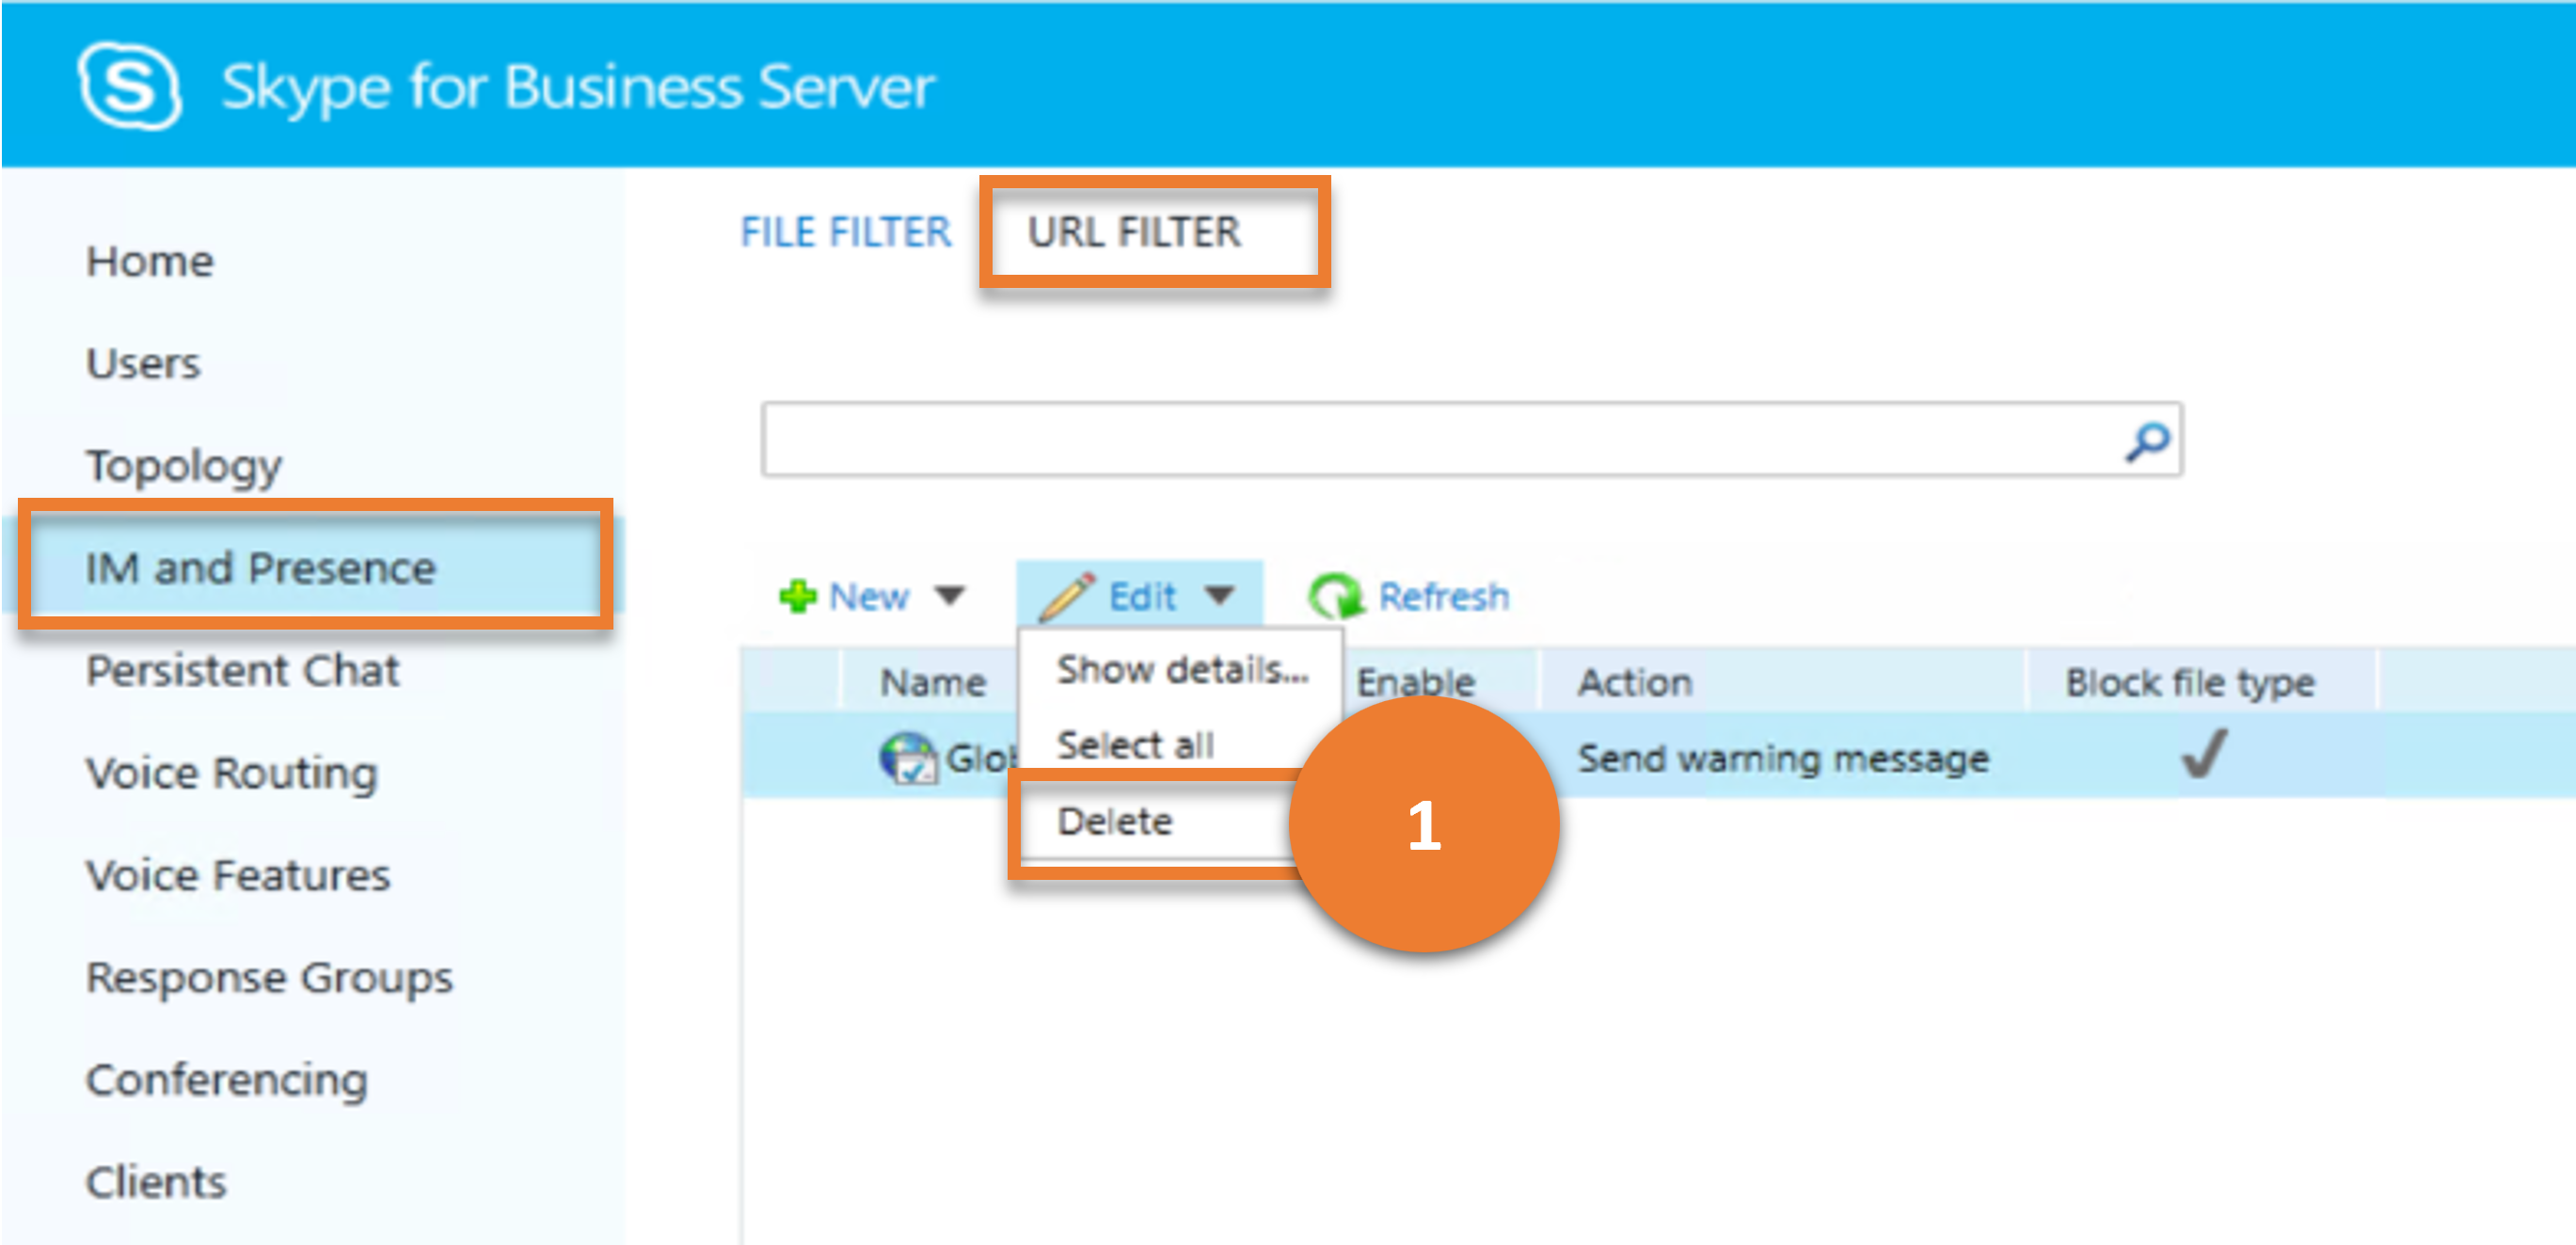 Skype for Business Server
Home
Users
Topology
IM and Presence
Persistent Chat
Voice Routing
Voice Features
Response Groups
Conferencing
Clients
FILE FILTER URL FILTER
New Edit Refresh
Show details...
Select all
Delete
Name Enable Action Block file type
Send warning message
1